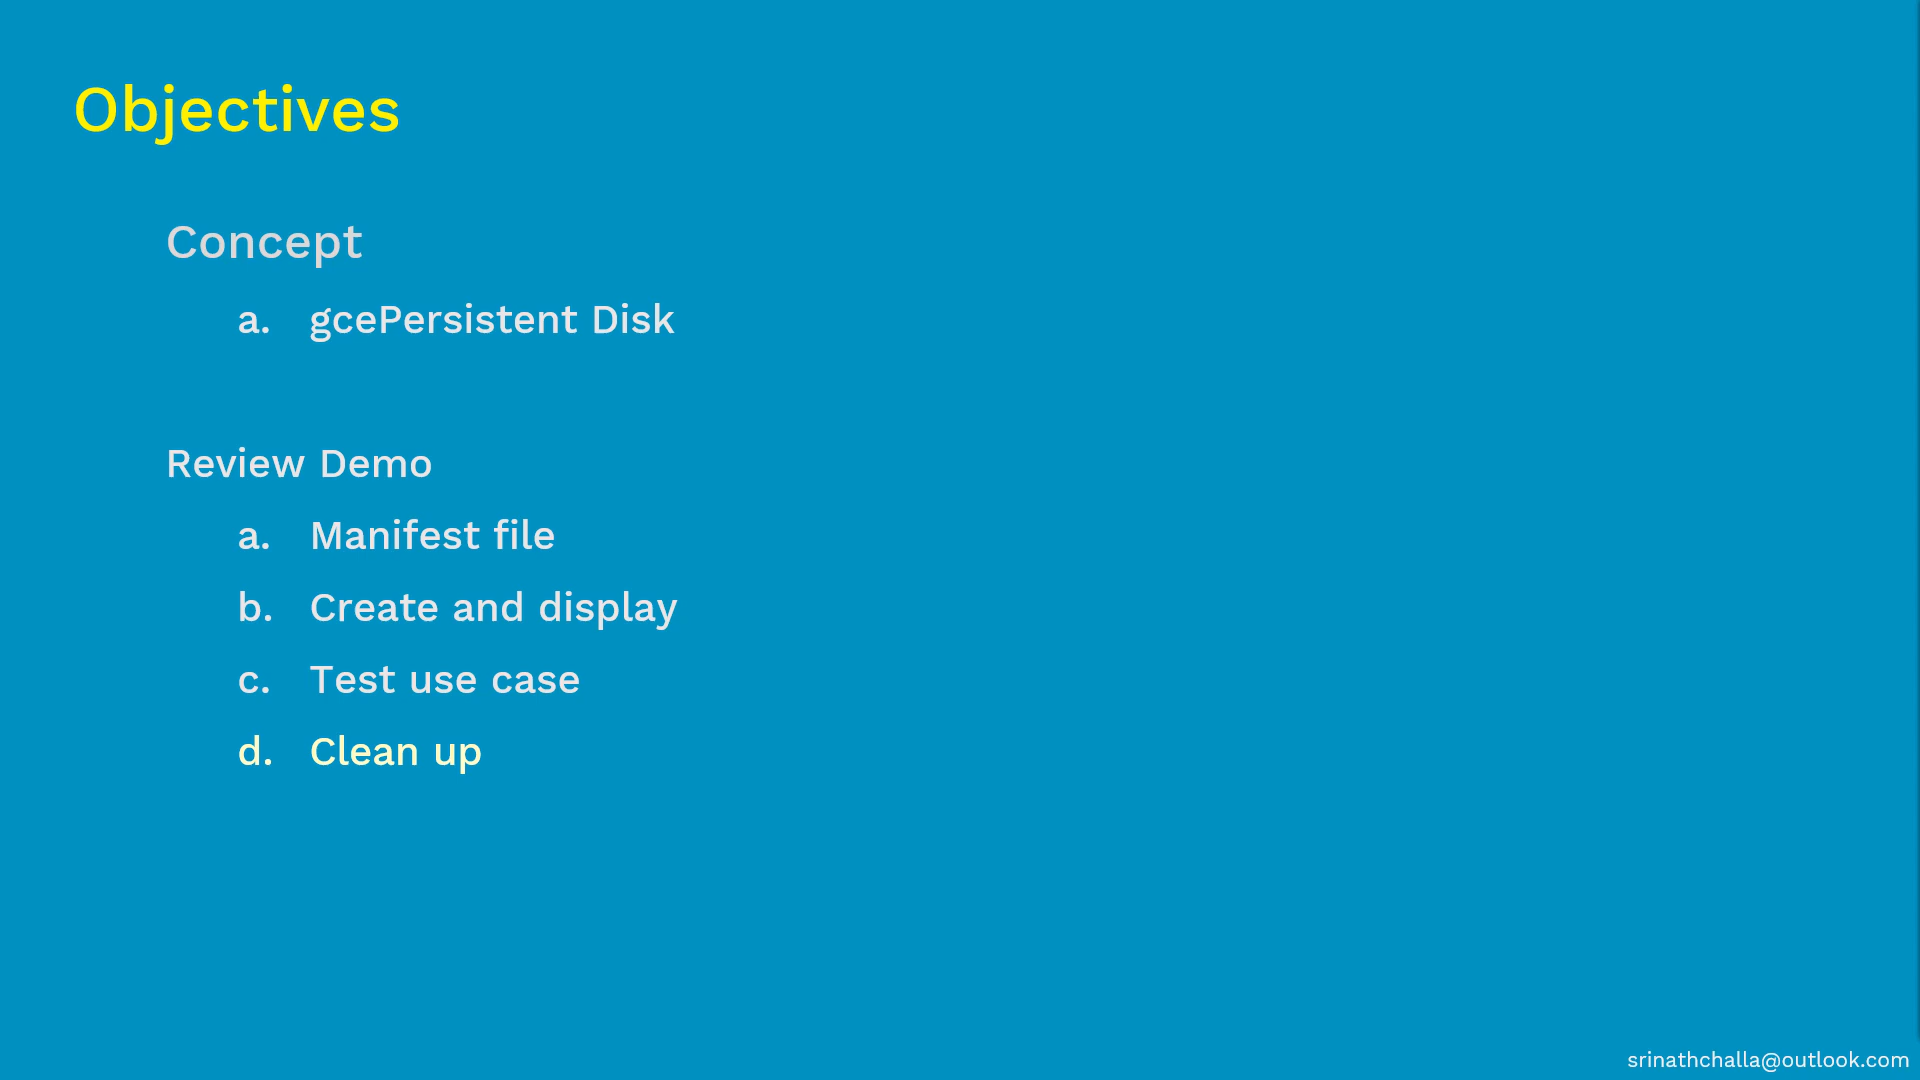 Objectives
Concept
a. gcePersistent Disk
Review Demo
a. Manifest file
b. Create and display
c. Test use case
d. Clean up
srinathchalla@outlook.com